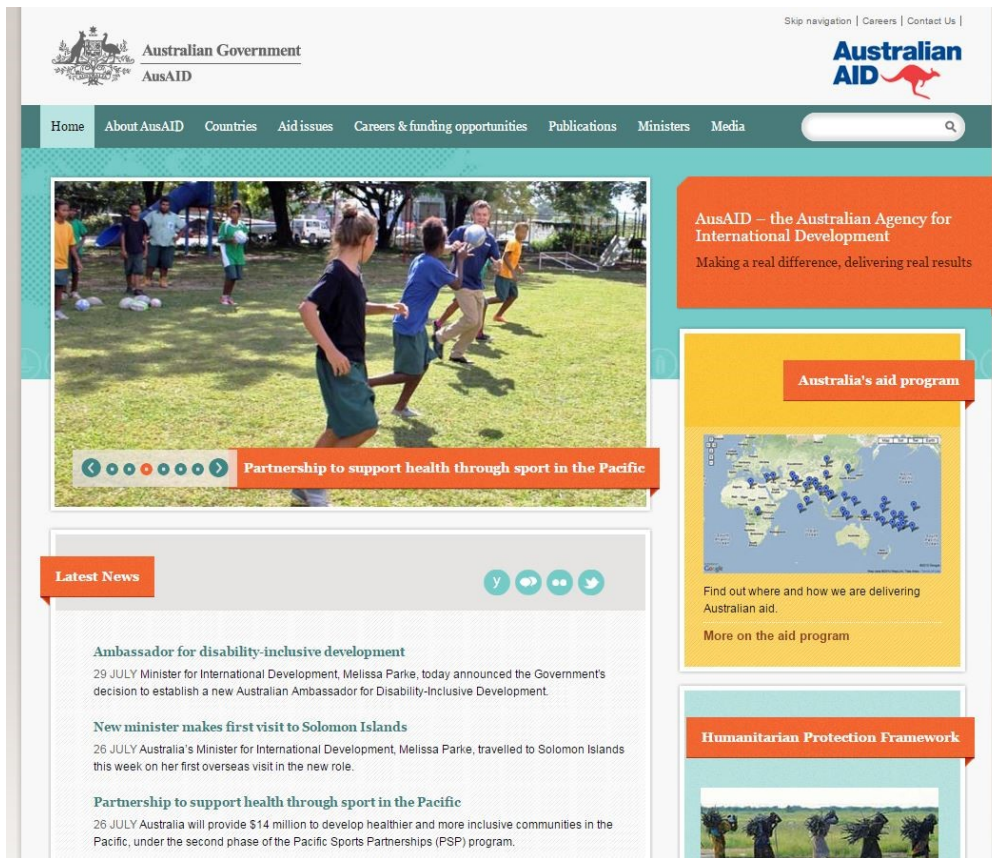 Skip navigation | Careers | Contact Us |
Australian Government
AusAID
Australian
AID
Home About AusAID Countries Aid issues Careers & funding opportunities Publications Ministers Media
AusAID – the Australian Agency for
International Development
Making a real difference, delivering real results
Partnership to support health through sport in the Pacific
Australia's aid program
Find out where and how we are delivering
Australian aid.
More on the aid program
Latest News
Ambassador for disability-inclusive development
29 JULY Minister for International Development, Melissa Parke, today announced the Government's
decision to establish a new Australian Ambassador for Disability-Inclusive Development.
New minister makes first visit to Solomon Islands
26 JULY Australia's Minister for International Development, Melissa Parke, travelled to Solomon Islands
this week on her first overseas visit in the new role.
Partnership to support health through sport in the Pacific
26 JULY Australia will provide $14 million to develop healthier and more inclusive communities in the
Pacific, under the second phase of the Pacific Sports Partnerships (PSP) program.
Humanitarian Protection Framework